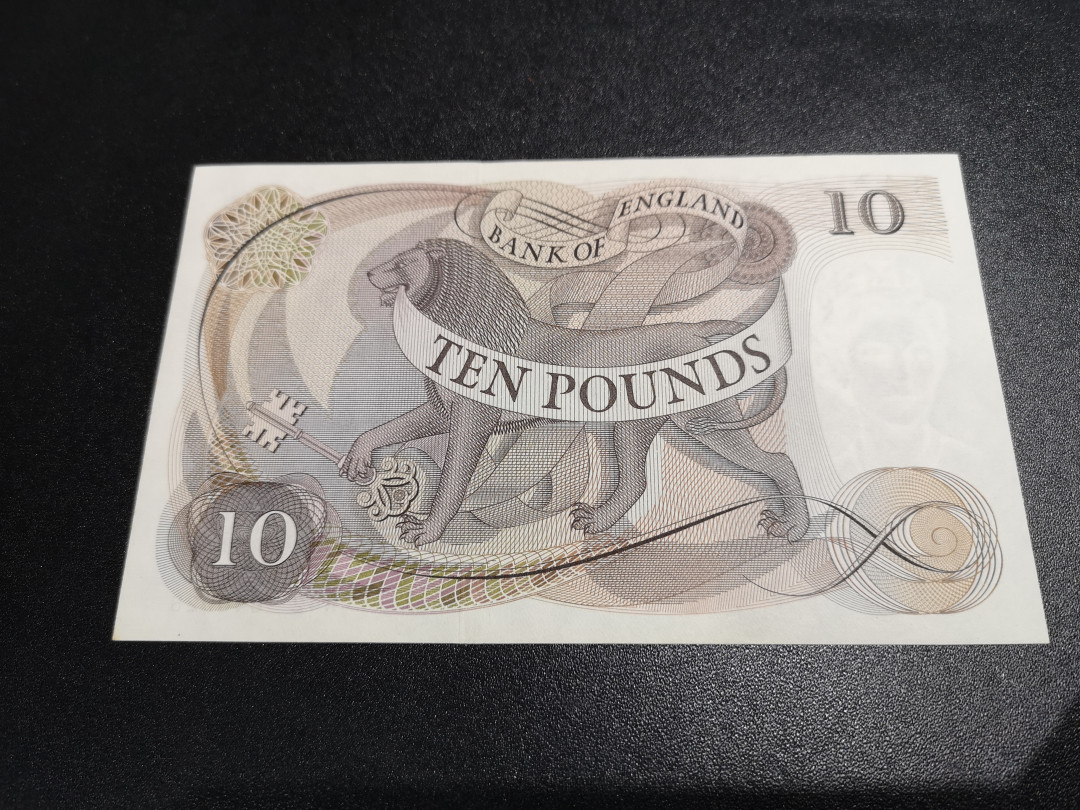 BANK OF ENGLAND
10
TEN POUNDS
10